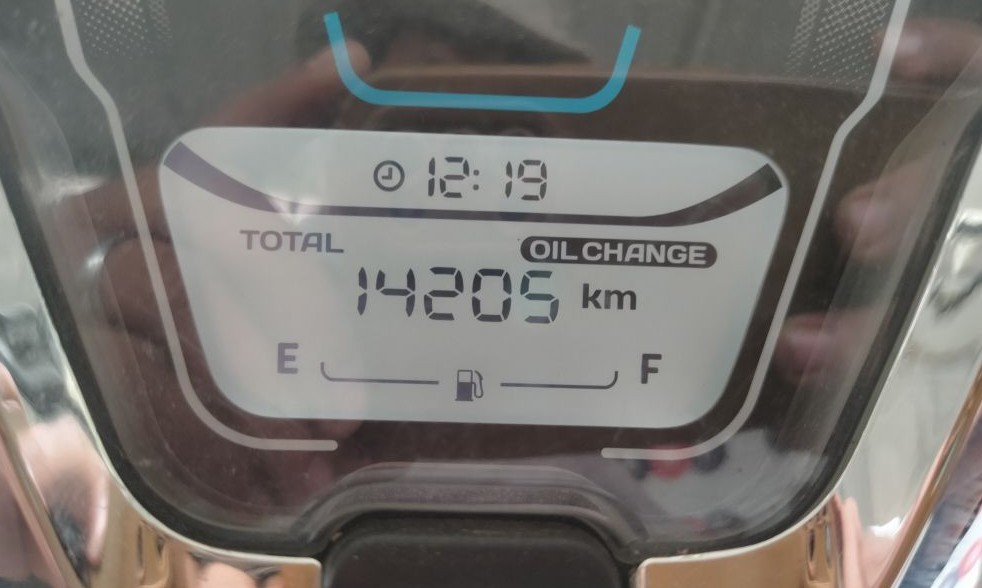 12:19
TOTAL OIL CHANGE
14205 km
E F